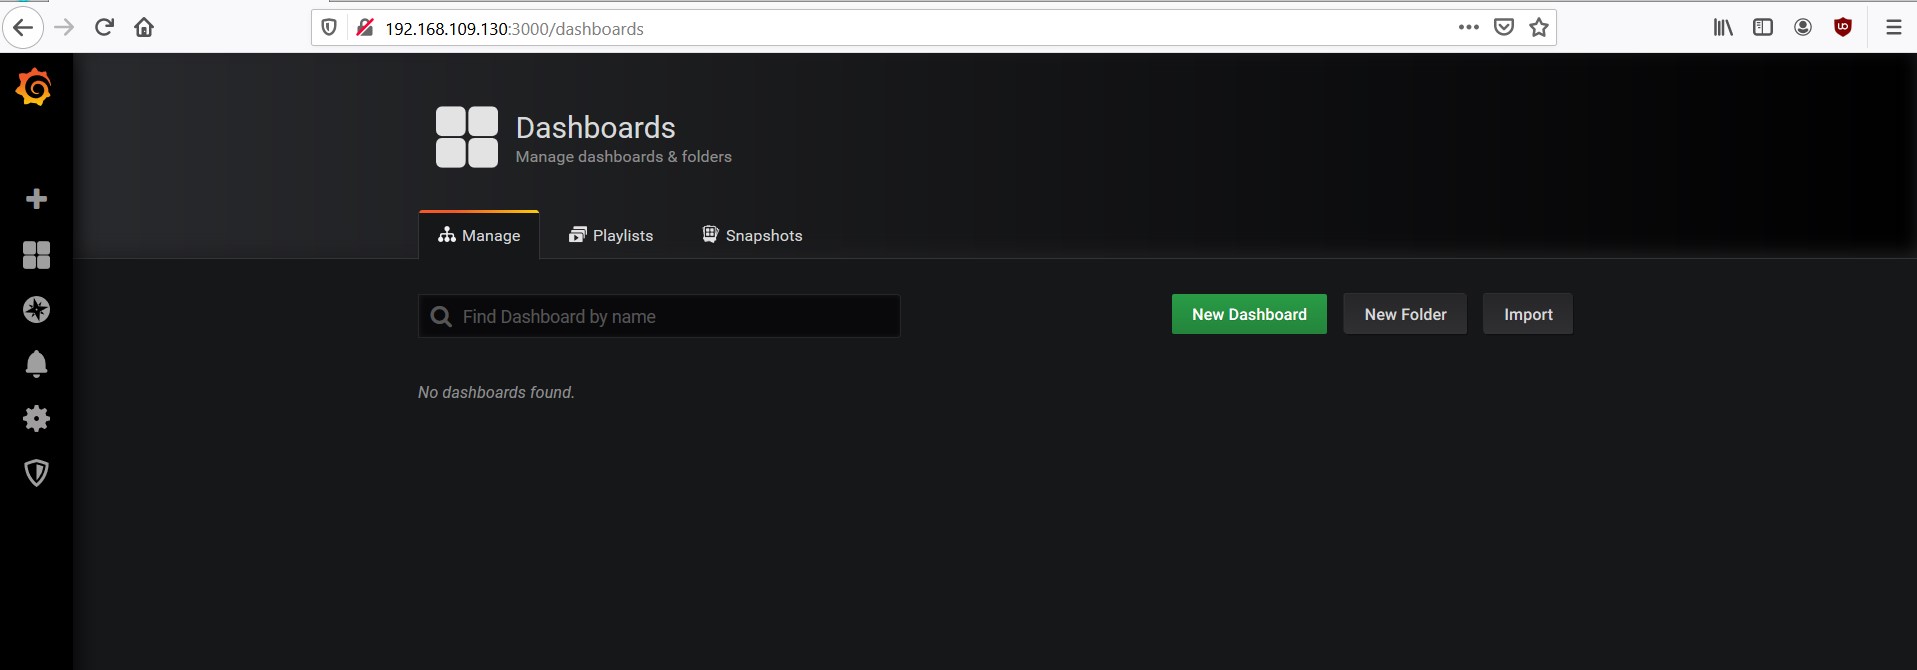 192.168.109.130:3000/dashboards
Dashboards
Manage dashboards & folders
Manage Playlists Snapshots
Find Dashboard by name New Dashboard New Folder Import
No dashboards found.